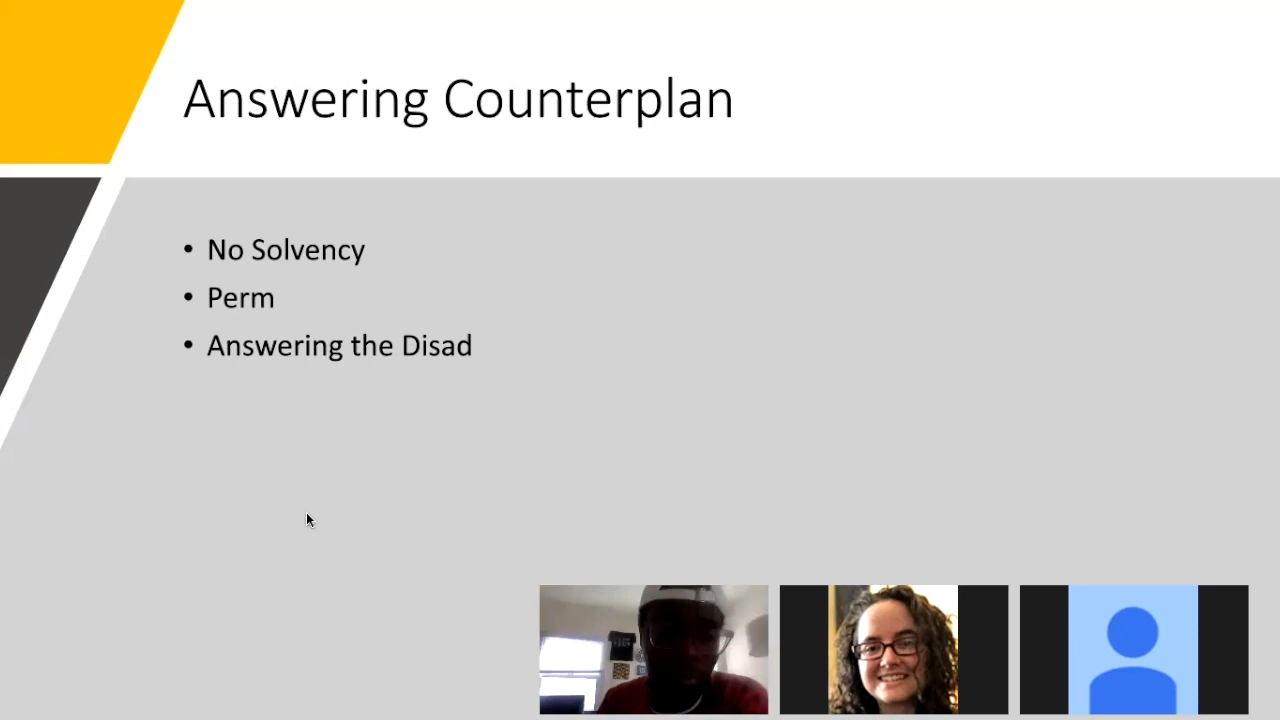 Answering Counterplan
• No Solvency
• Perm
• Answering the Disad